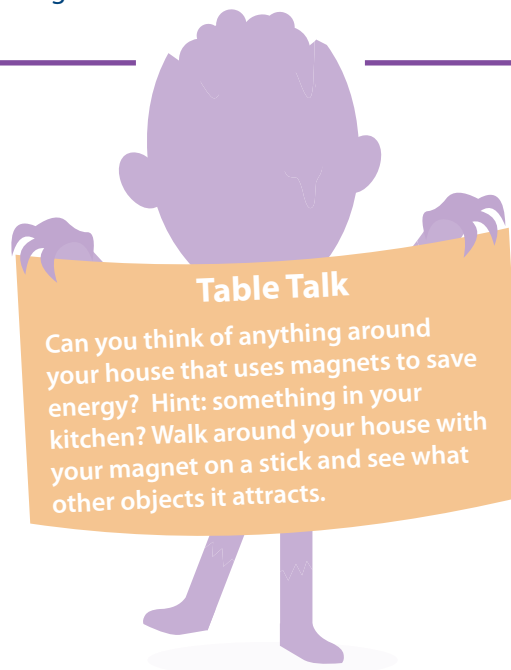 Table Talk
Can you think of anything around
your house that uses magnets to save
energy? Hint: something in your
kitchen? Walk around your house with
your magnet on a stick and see what
other objects it attracts.